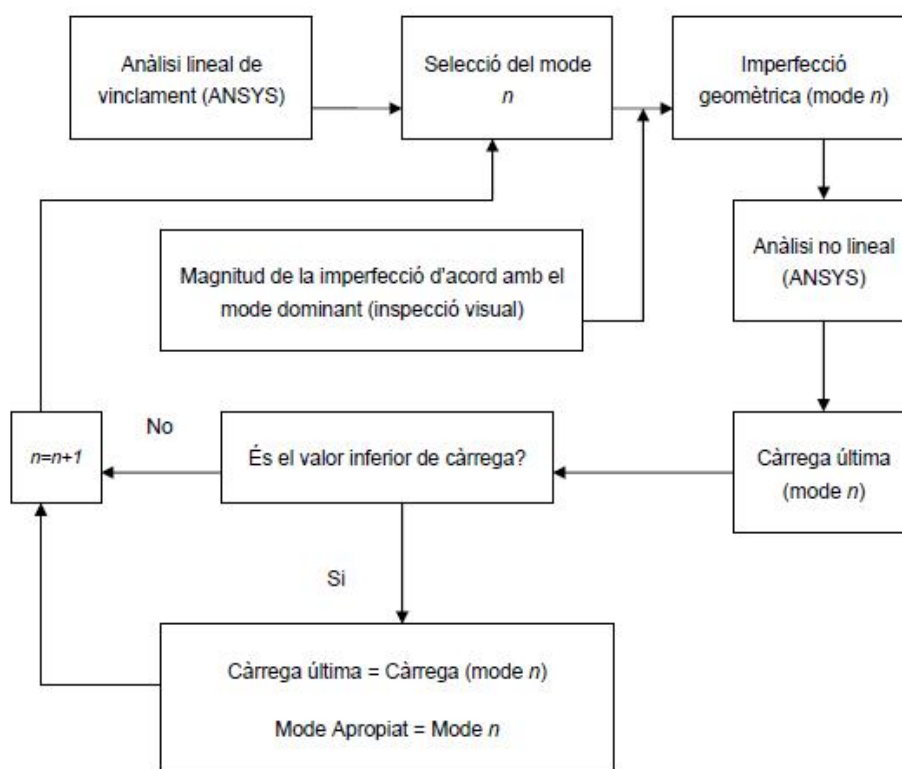 Anàlisi lineal de
vinclament (ANSYS)
Selecció del mode
n
Imperfecció
geomètrica (mode n)
Magnitud de la imperfecció d'acord amb el
mode dominant (inspecció visual)
Anàlisi no lineal
(ANSYS)
No
n=n+1
És el valor inferior de càrrega?
Càrrega última
(mode n)
Si
Càrrega última = Càrrega (mode n)
Mode Apropiat = Mode n